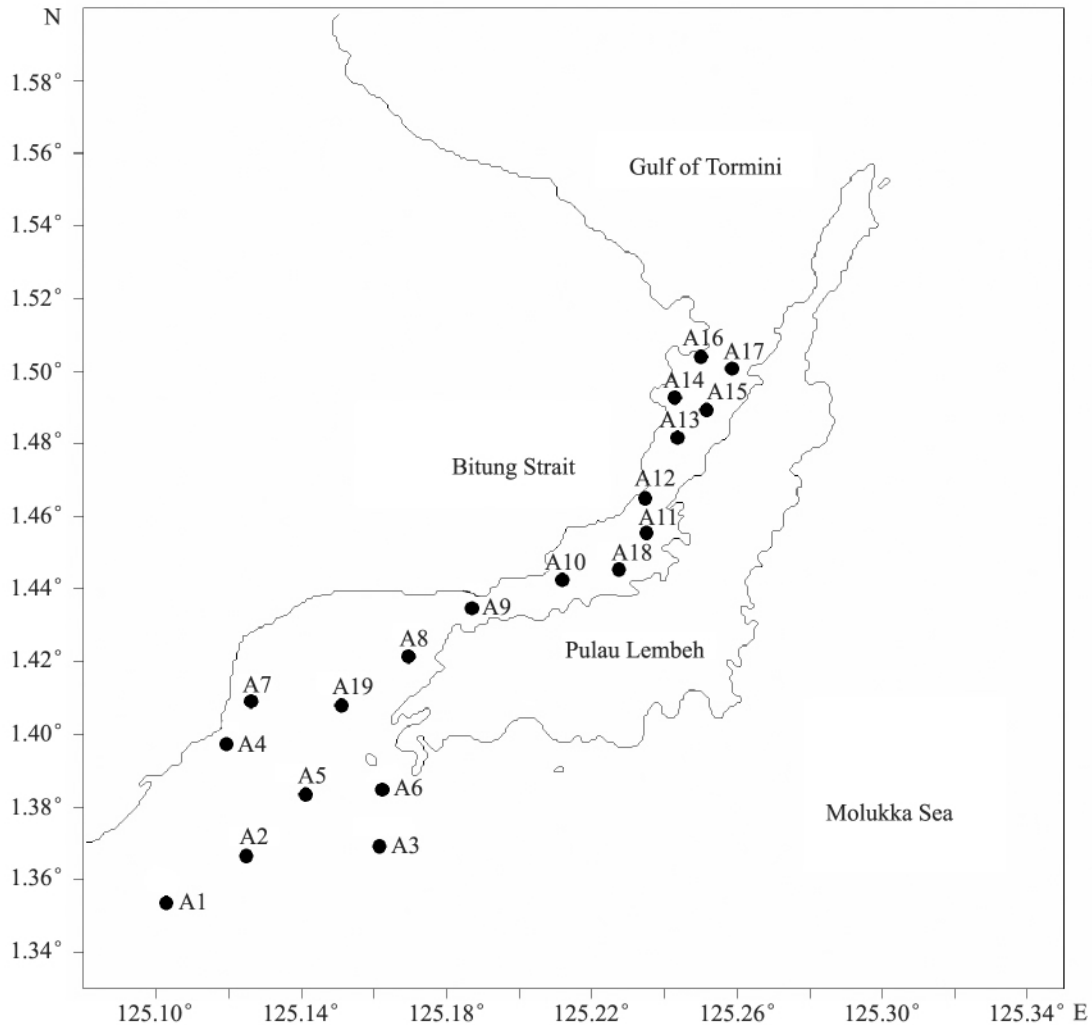 N
1.58°
1.56°
Gulf of Tormini
1.54°
1.52°
A16
A17
1.50°
A14
A15
A13
1.48°
Bitung Strait
A12
1.46°
A11
A10
A18
1.44°
A9
A8
Pulau Lembeh
1.42°
A7
A19
1.40°
A4
A5
A6
1.38°
Molukka Sea
A2
A3
1.36°
A1
1.34°
125.10° 125.14° 125.18° 125.22° 125.26° 125.30° 125.34° E